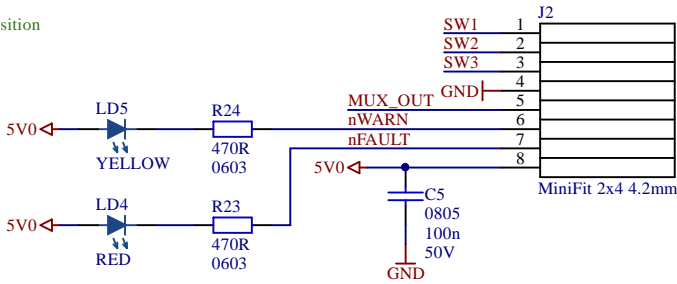 sition
J2
SW1 1
SW2 2
SW3 3
GND 4
MUX_OUT 5
nWARN 6
nFAULT 7
5V0 8
MiniFit 2x4 4.2mm
LD5
R24
5V0
YELLOW
470R
0603
LD4
R23
5V0
RED
470R
0603
C5
0805
100n
50V
GND